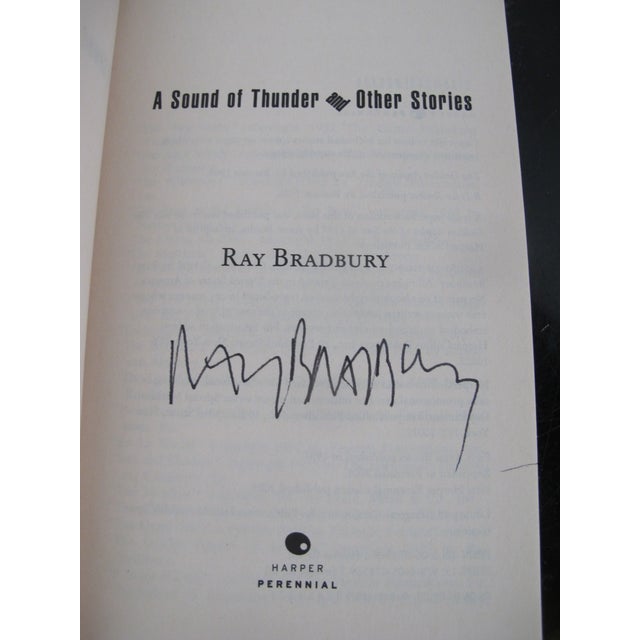 A Sound of Thunder and Other Stories
RAY BRADBURY
RAY BRADBURY
HARPER
PERENNIAL